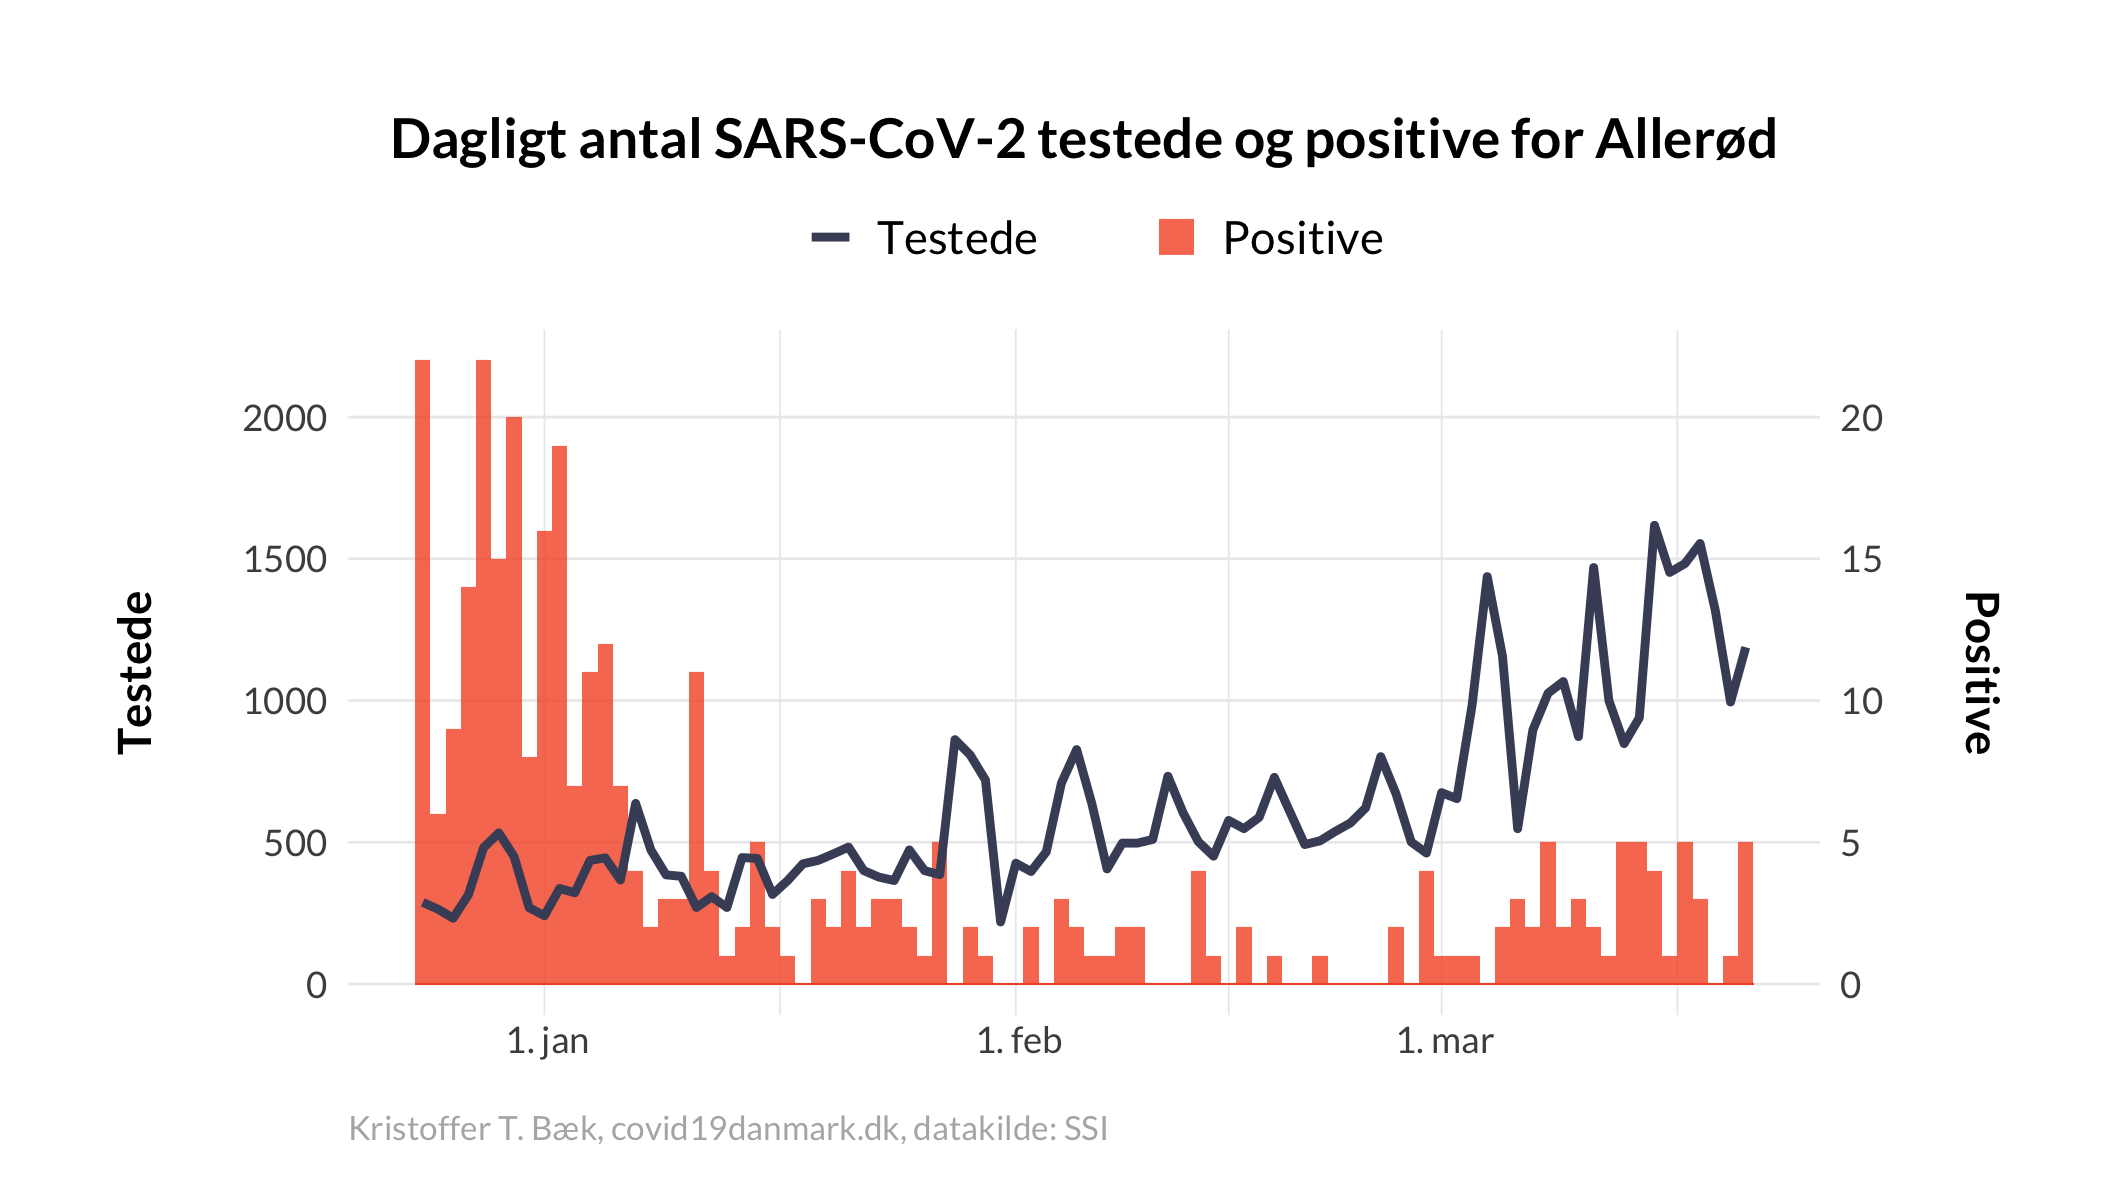 Dagligt antal SARS-CoV-2 testede og positive for Allerød
Testede
Positive
Testede
2000
1500
1000
500
0
20
15
10
5
0
Positive
1. jan
1. feb
1. mar
Kristoffer T. Bæk, covid19danmark.dk, datakilde: SSI